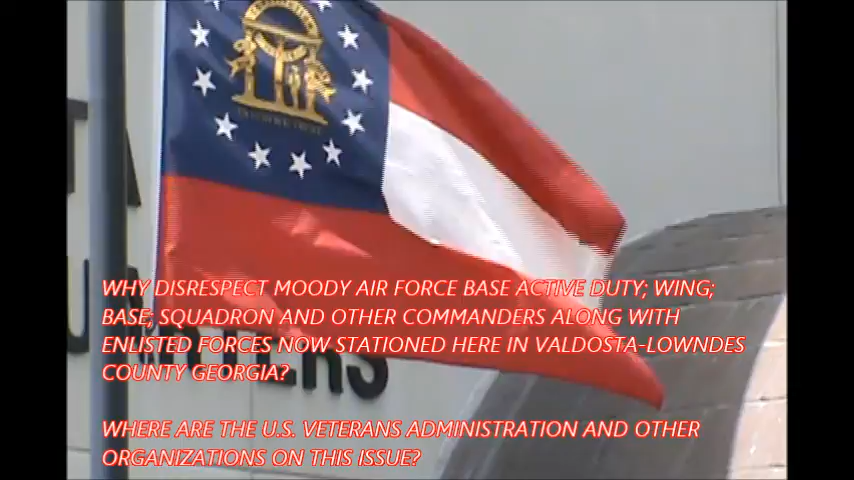 WHY DISRESPECT MOODY AIR FORCE BASE ACTIVE DUTY; WING;
BASE; SQUADRON AND OTHER COMMANDERS ALONG WITH
ENLISTED FORCES NOW STATIONED HERE IN VALDOSTA-LOWNDES
COUNTY GEORGIA?
WHERE ARE THE U.S. VETERANS ADMINISTRATION AND OTHER
ORGANIZATIONS ON THIS ISSUE?